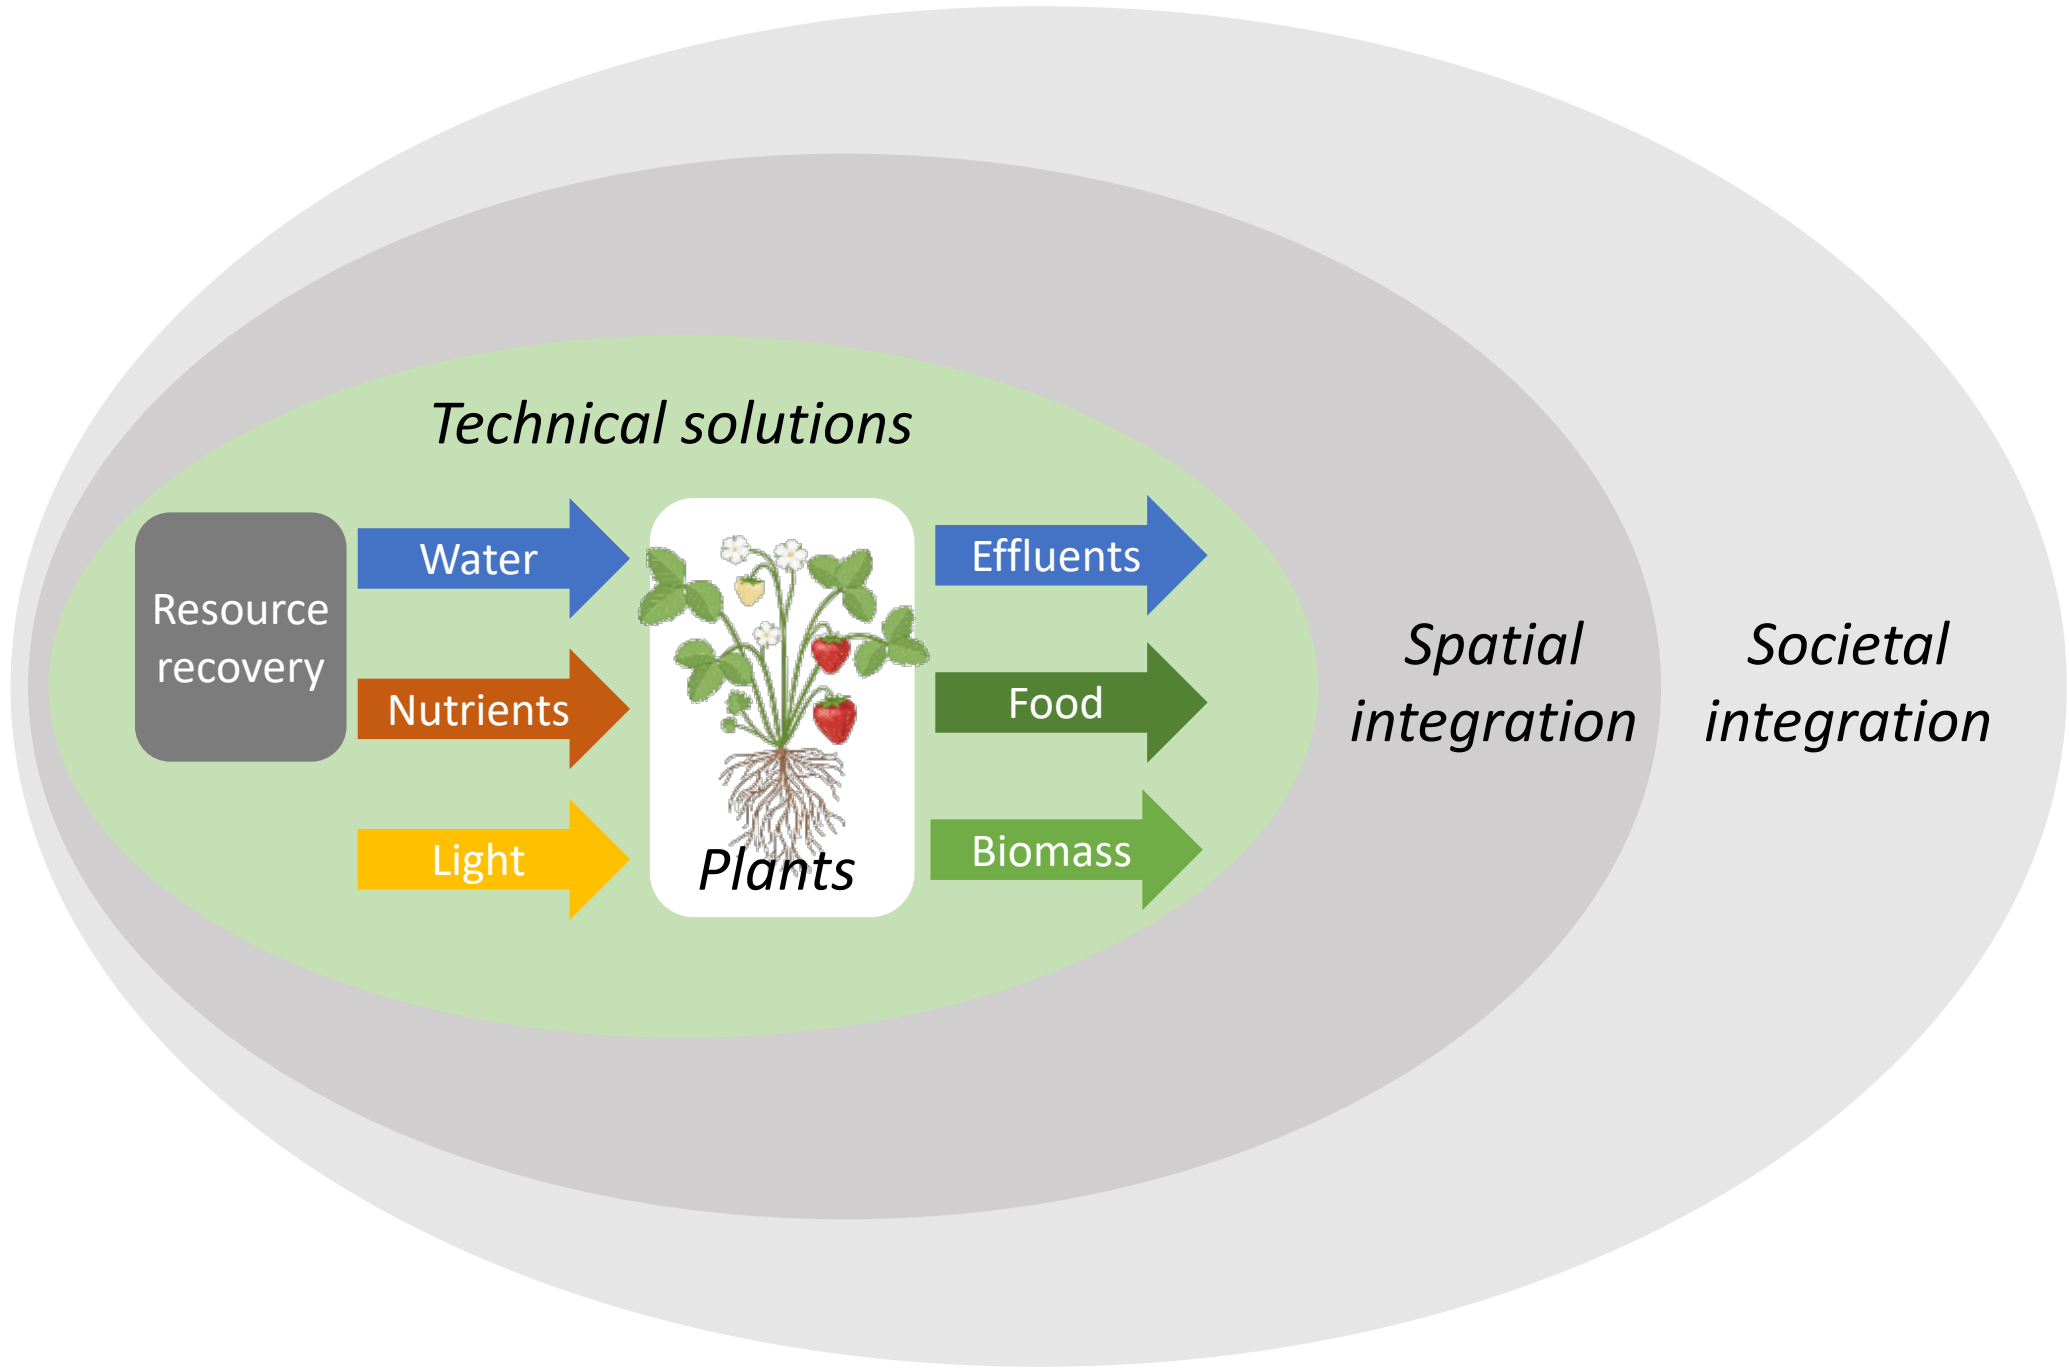 Technical solutions
Resource
recovery
Water
Nutrients
Light
Plants
Effluents
Food
Biomass
Spatial
integration
Societal
integration